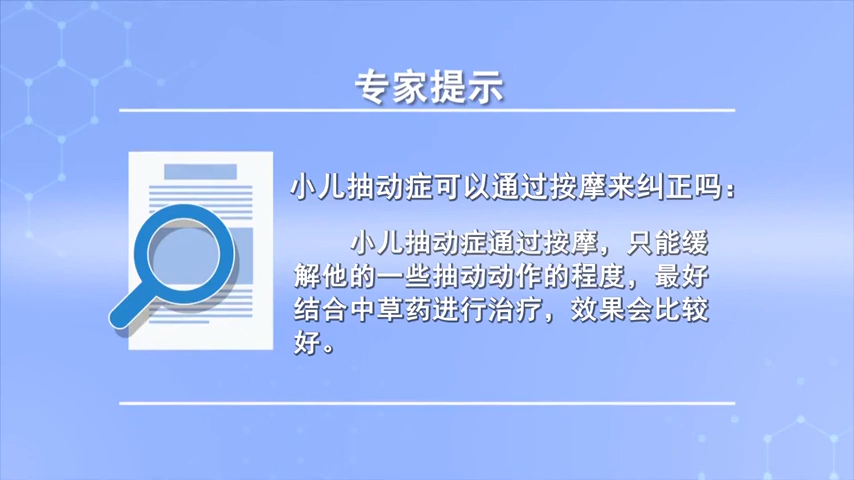 专家提示
小儿抽动症可以通过按摩来纠正吗：
小儿抽动症通过按摩，只能缓
解他的一些抽动动作的程度，最好
结合中草药进行治疗，效果会比较
好。